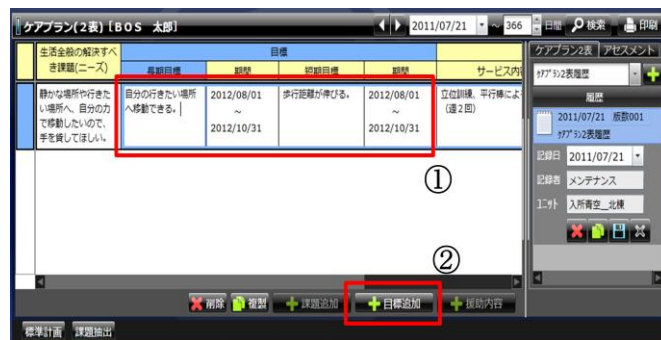 ケアプラン(2表)[BOS 太郎]
2011/07/21 ～ 366 日間 検索 印刷
生活全般の解決すべき課題(ニーズ)
目標
長期目標 期間 短期目標 期間 サービス内
静かな場所や行きた
い場所へ、自分の力
で移動したいので、
手を貸してほしい。
自分の行きたい場所
へ移動できる。
2012/08/01
～
2012/10/31
歩行距離が伸びる。
2012/08/01
～
2012/10/31
立位訓練、平行棒によ
(週2回)
①
②
削除 複製 課題追加 目標追加 援助内容
標準計画 課題抽出
ケアプラン2表 アセスメント
ｹｱﾌﾟﾗﾝ2表履歴
履歴
2011/07/21 版数001
ｹｱﾌﾟﾗﾝ2表履歴
記録日 2011/07/21
記録者 メンテナンス
ﾕﾆｯﾄ 入所青空__北棟